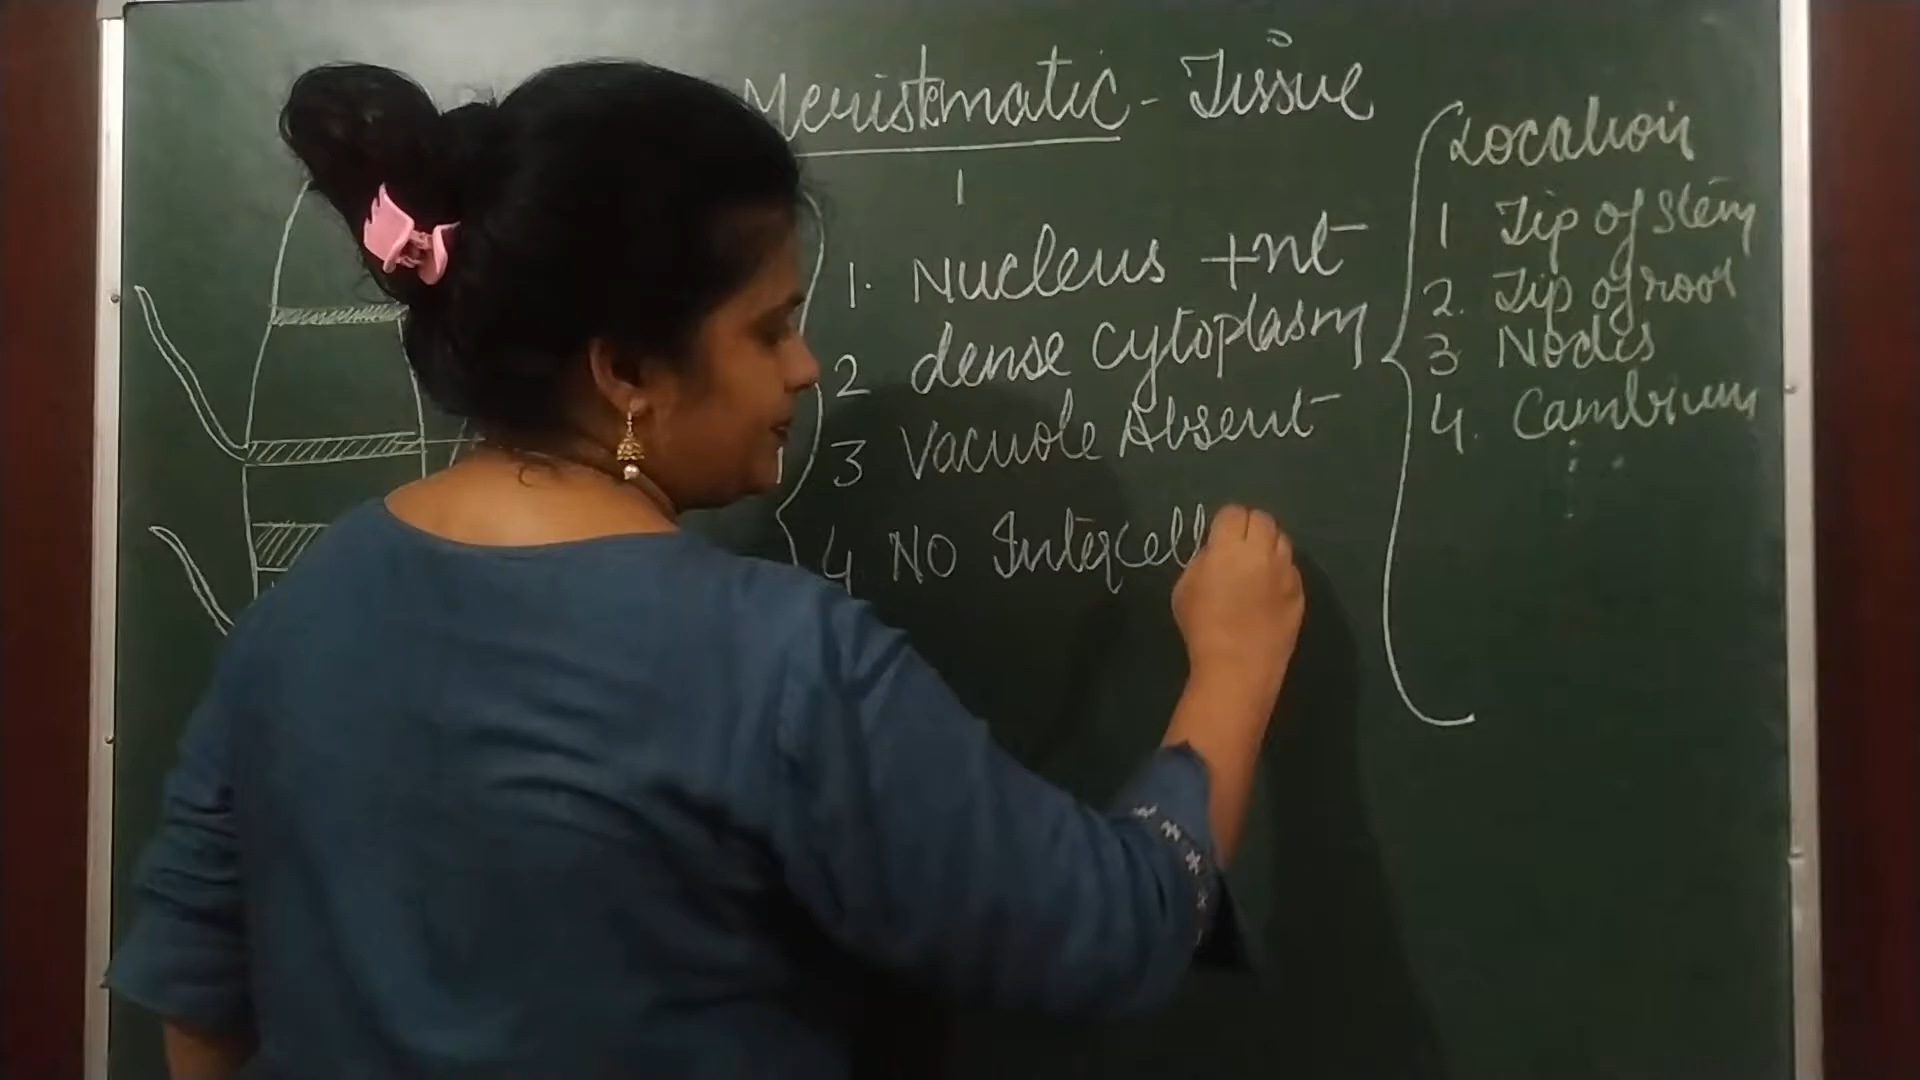 Meristematic - Tissue
1. Nucleus +nt
2 dense cytoplasm
3 Vacuole Absent
4 NO Intercell
Location
1 Tip of stem
2. Tip of root
3 Nodes
4. Cambium